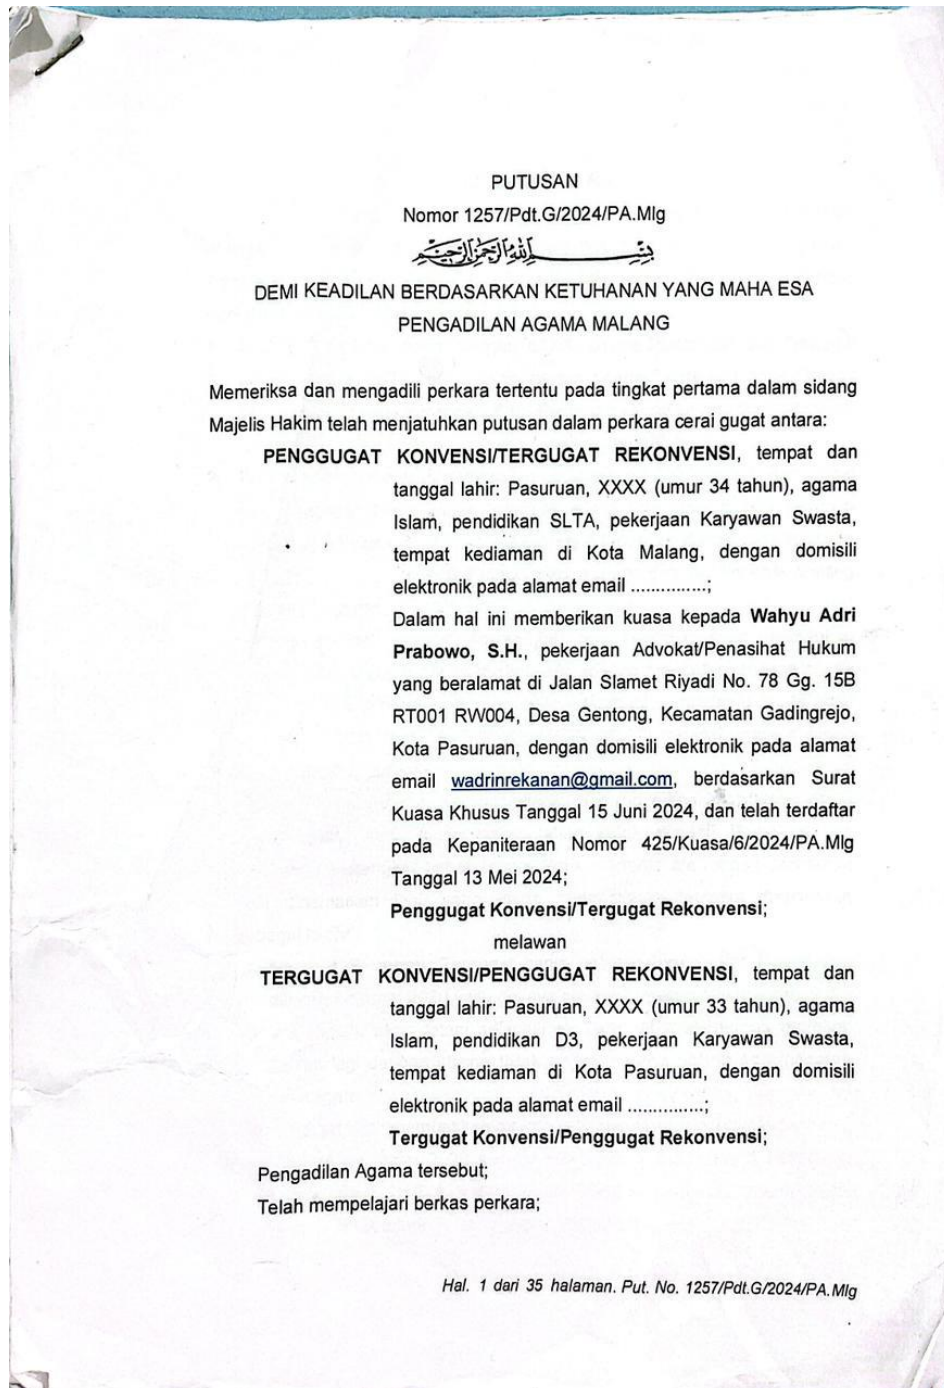 PUTUSAN
Nomor 1257/Pdt.G/2024/PA.Mlg
بِسْــــــــمِ اللهِ الرَّحْمٰنِ الرَّحِيْمِ
DEMI KEADILAN BERDASARKAN KETUHANAN YANG MAHA ESA
PENGADILAN AGAMA MALANG
Memeriksa dan mengadili perkara tertentu pada tingkat pertama dalam sidang
Majelis Hakim telah menjatuhkan putusan dalam perkara cerai gugat antara:
PENGGUGAT KONVENSI/TERGUGAT REKONVENSI, tempat dan
tanggal lahir: Pasuruan, XXXX (umur 34 tahun), agama
Islam, pendidikan SLTA, pekerjaan Karyawan Swasta,
tempat kediaman di Kota Malang, dengan domisili
elektronik pada alamat email ...............;
Dalam hal ini memberikan kuasa kepada Wahyu Adri
Prabowo, S.H., pekerjaan Advokat/Penasihat Hukum
yang beralamat di Jalan Slamet Riyadi No. 78 Gg. 15B
RT001 RW004, Desa Gentong, Kecamatan Gadingrejo,
Kota Pasuruan, dengan domisili elektronik pada alamat
email wadrinrekanan@gmail.com, berdasarkan Surat
Kuasa Khusus Tanggal 15 Juni 2024, dan telah terdaftar
pada Kepaniteraan Nomor 425/Kuasa/6/2024/PA.Mlg
Tanggal 13 Mei 2024;
Penggugat Konvensi/Tergugat Rekonvensi;
melawan
TERGUGAT KONVENSI/PENGGUGAT REKONVENSI, tempat dan
tanggal lahir: Pasuruan, XXXX (umur 33 tahun), agama
Islam, pendidikan D3, pekerjaan Karyawan Swasta,
tempat kediaman di Kota Pasuruan, dengan domisili
elektronik pada alamat email ...............;
Tergugat Konvensi/Penggugat Rekonvensi;
Pengadilan Agama tersebut;
Telah mempelajari berkas perkara;
Hal. 1 dari 35 halaman. Put. No. 1257/Pdt.G/2024/PA.Mlg